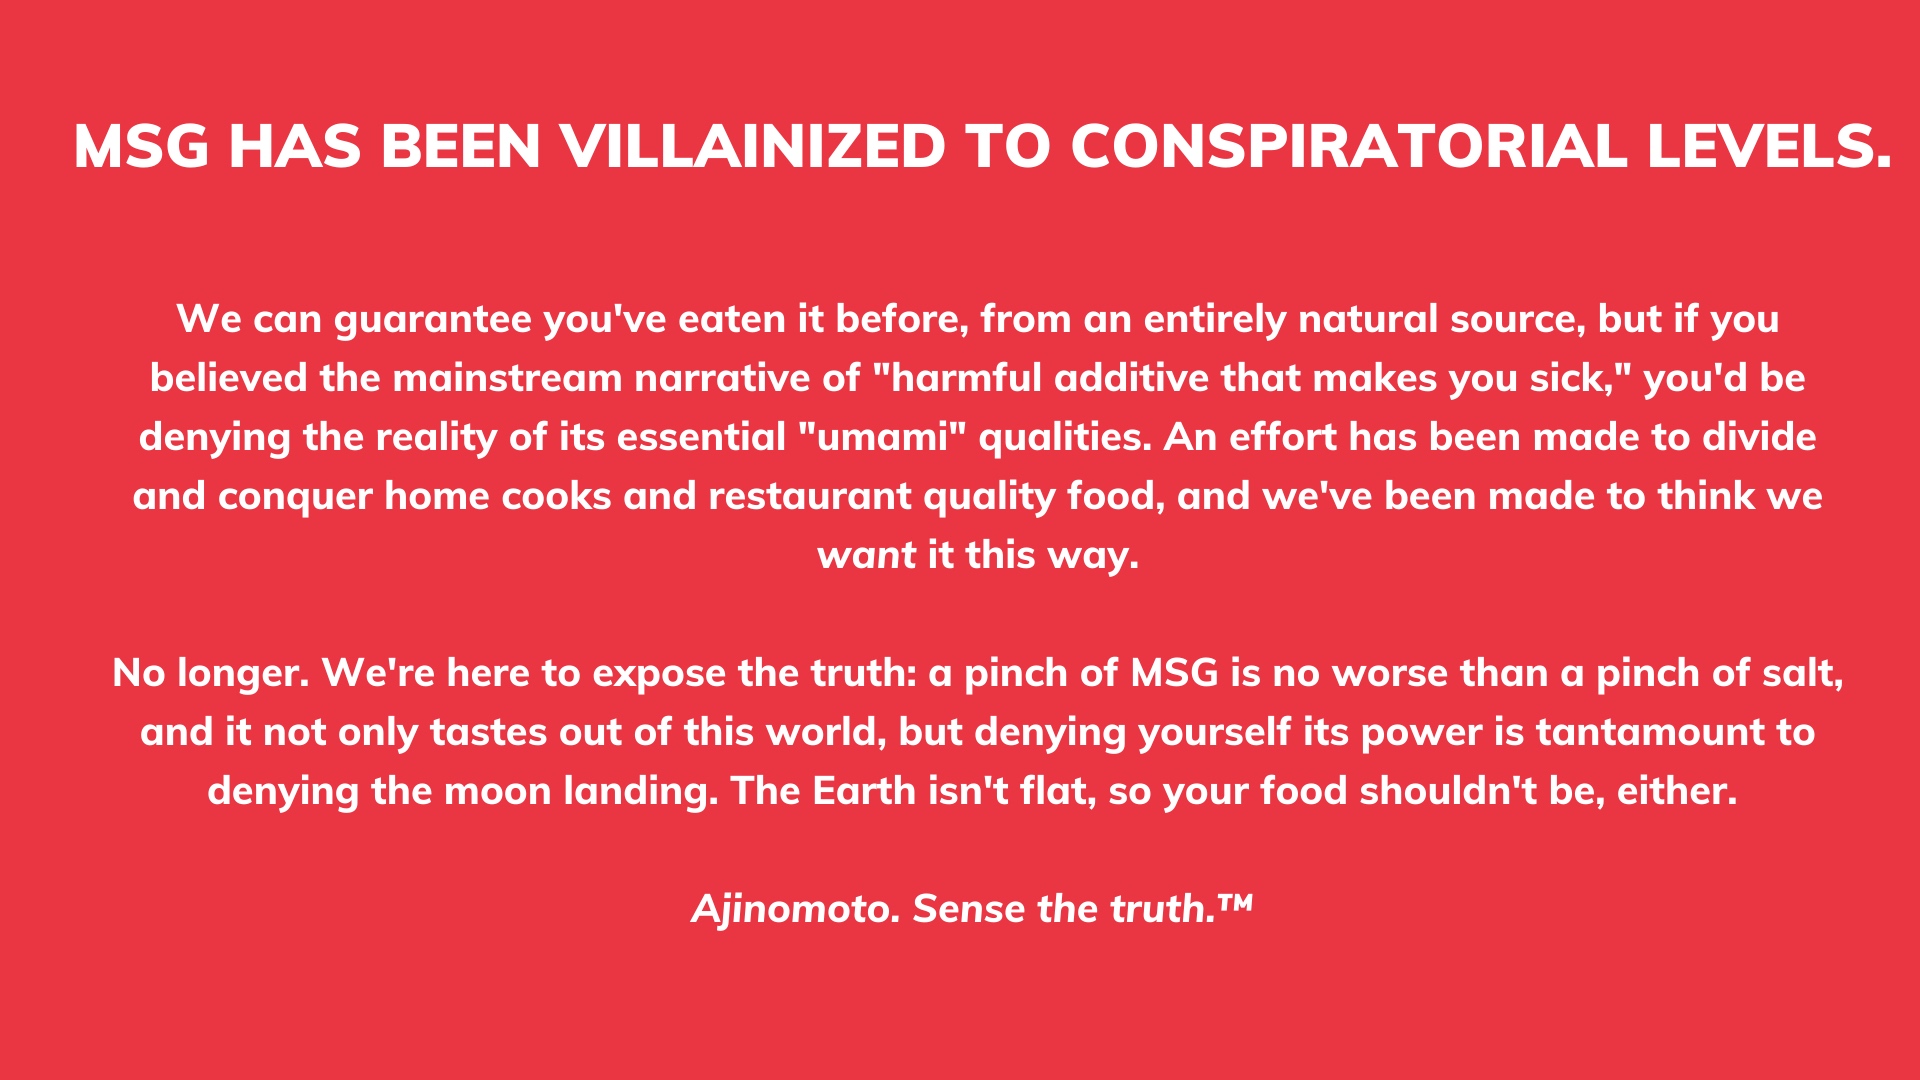 MSG HAS BEEN VILLAINIZED TO CONSPIRATORIAL LEVELS.
We can guarantee you've eaten it before, from an entirely natural source, but if you
believed the mainstream narrative of "harmful additive that makes you sick," you'd be
denying the reality of its essential "umami" qualities. An effort has been made to divide
and conquer home cooks and restaurant quality food, and we've been made to think we
want it this way.
No longer. We're here to expose the truth: a pinch of MSG is no worse than a pinch of salt,
and it not only tastes out of this world, but denying yourself its power is tantamount to
denying the moon landing. The Earth isn't flat, so your food shouldn't be, either.
Ajinomoto. Sense the truth.™